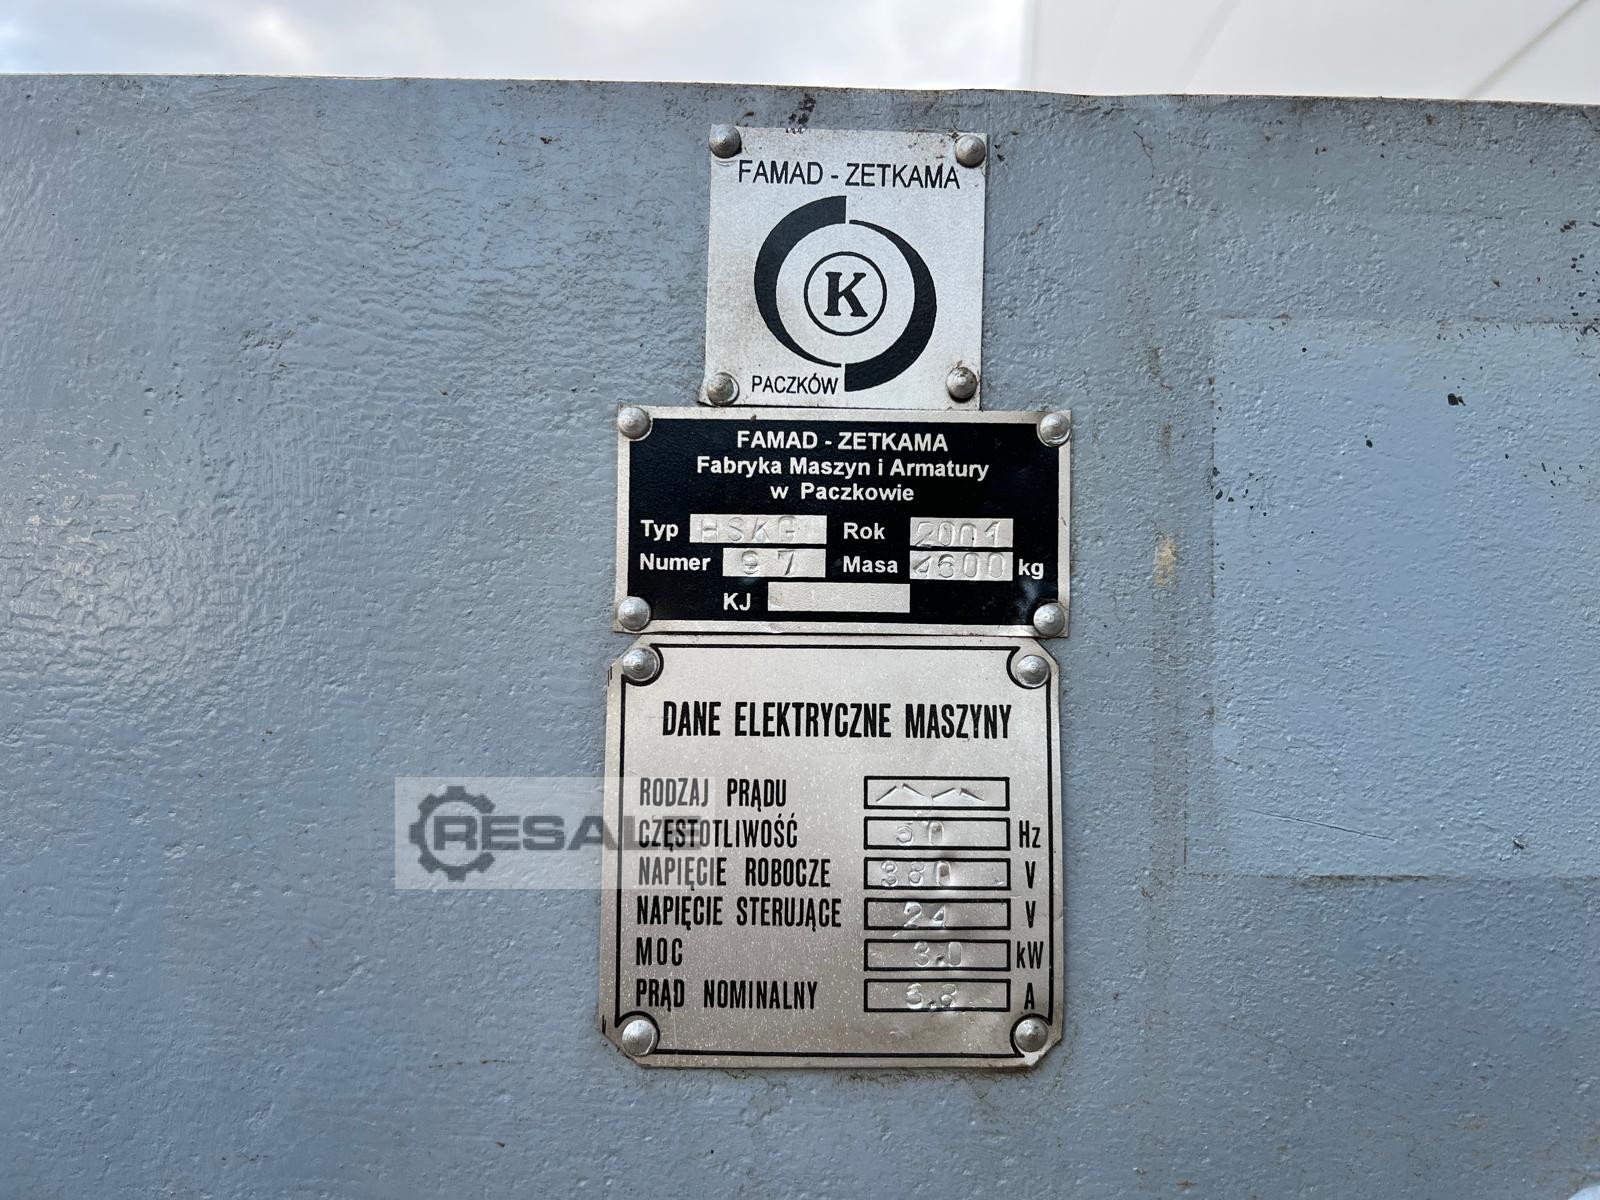 FAMAD - ZETKAMA
K
PACZKÓW
FAMAD - ZETKAMA
Fabryka Maszyn i Armatury
w Paczkowie
Typ HSKG Rok 2001
Numer 97 Masa kg
KJ
DANE ELEKTRYCZNE MASZYNY
RODZAJ PRĄDU
CZĘSTOTLIWOŚĆ 50 Hz
NAPIĘCIE ROBOCZE 380 V
NAPIĘCIE STERUJĄCE 24 V
MOC 3.0 kW
PRĄD NOMINALNY 6.8 A
RESALE